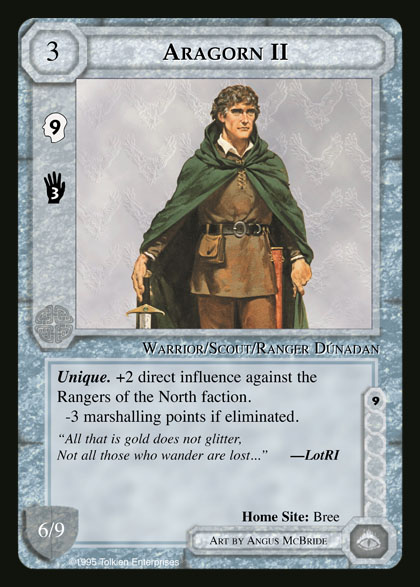 3
ARAGORN II
9
3
WARRIOR/SCOUT/RANGER DÚNADAN
Unique. +2 direct influence against the
Rangers of the North faction.
-3 marshalling points if eliminated.
9
“All that is gold does not glitter,
Not all those who wander are lost...” —LotRI
Home Site: Bree
6/9
ART BY ANGUS MCBRIDE
©1995 Tolkien Enterprises